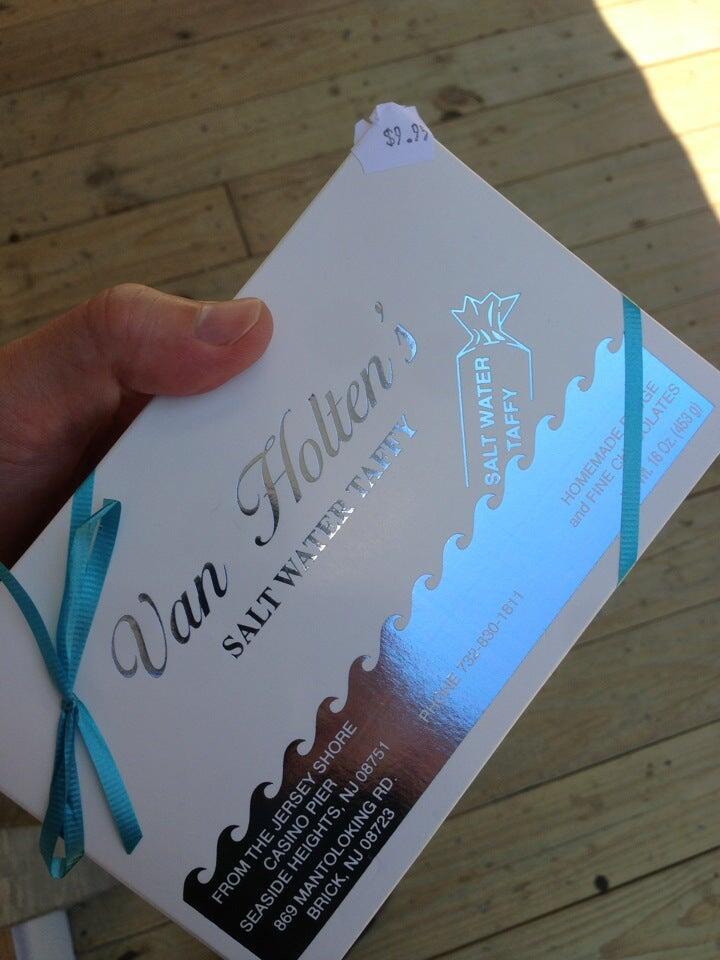 $9.95
Van Holten's
SALT WATER TAFFY
SALT WATER
TAFFY
HOMEMADE
and FINE CHOCOLATES
16 Oz (453 g)
PHONE 732-830-1811
FROM THE JERSEY SHORE
CASINO PIER
SEASIDE HEIGHTS, NJ 08751
869 MANTOLOKING RD.
BRICK, NJ 08723